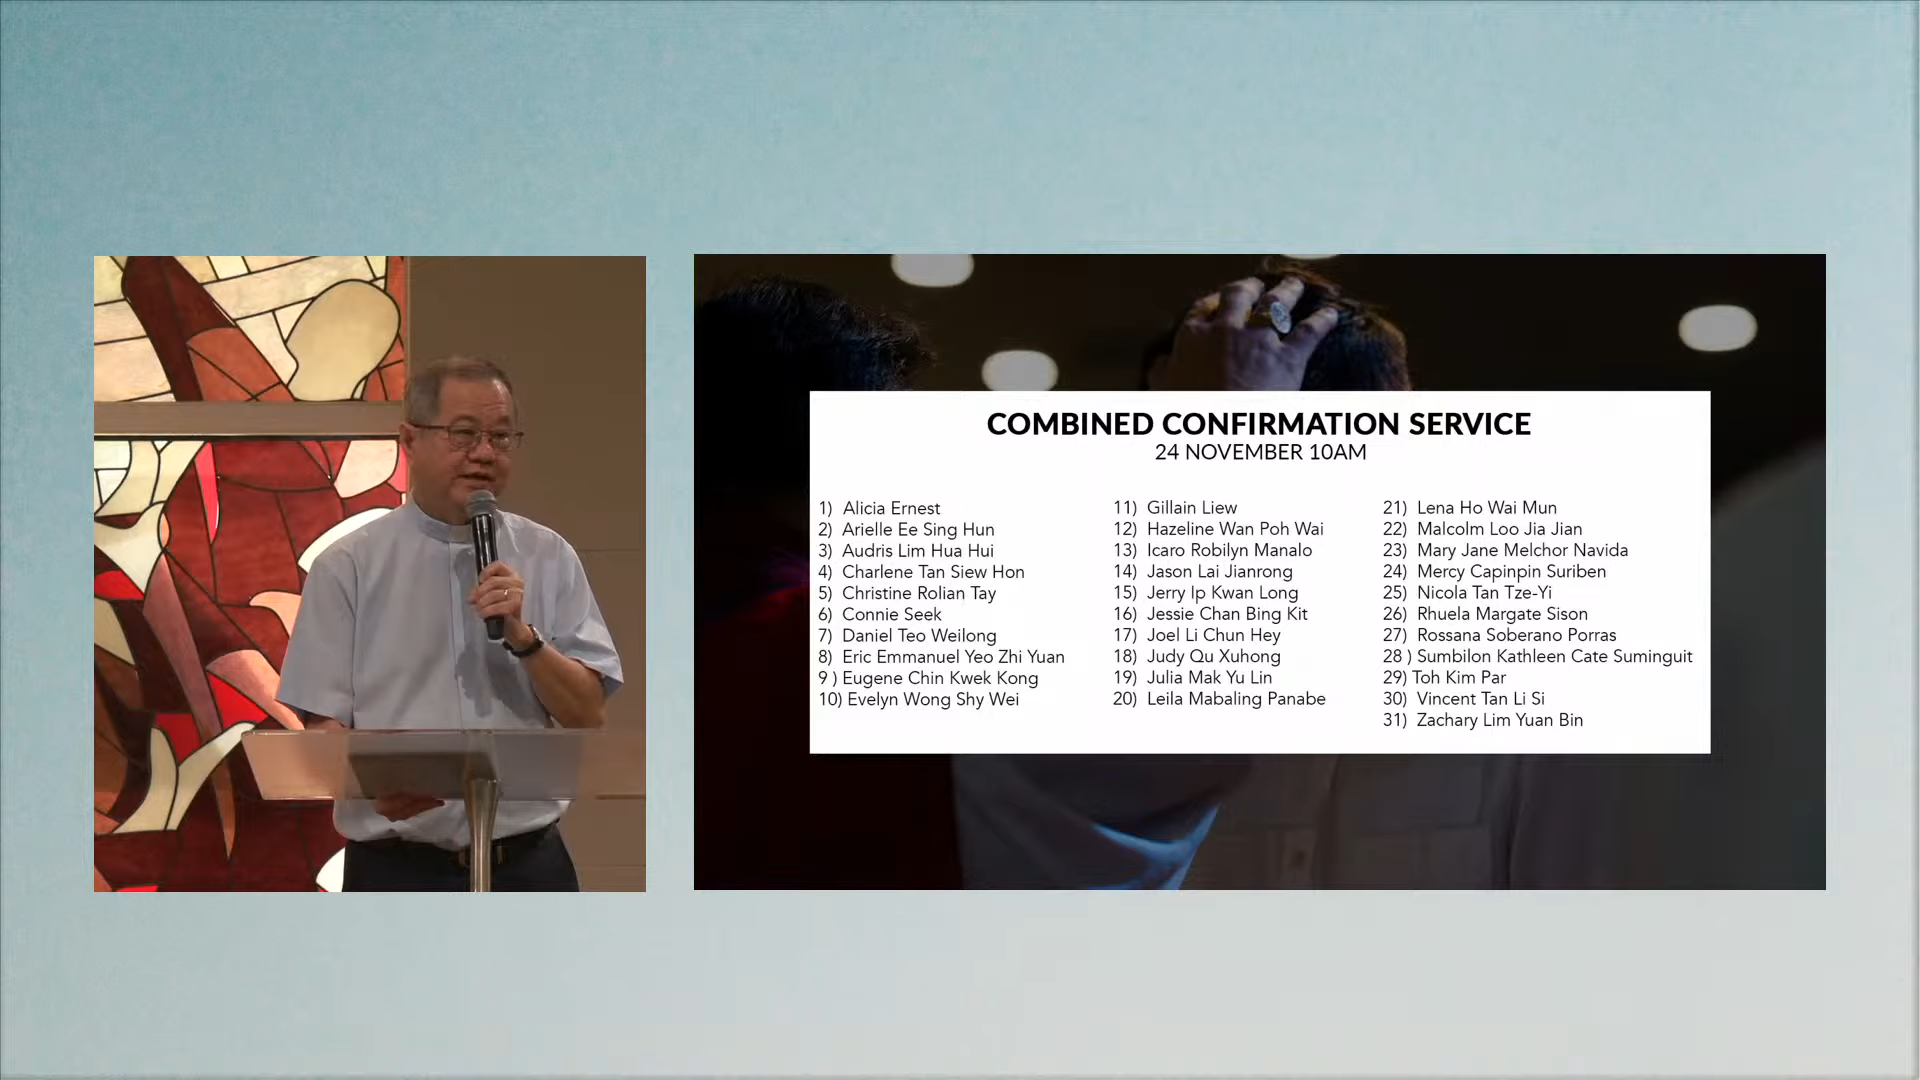 COMBINED CONFIRMATION SERVICE
24 NOVEMBER 10AM
1) Alicia Ernest
2) Arielle Ee Sing Hun
3) Audris Lim Hua Hui
4) Charlene Tan Siew Hon
5) Christine Rolian Tay
6) Connie Seek
7) Daniel Teo Weilong
8) Eric Emmanuel Yeo Zhi Yuan
9 ) Eugene Chin Kwek Kong
10) Evelyn Wong Shy Wei
11) Gillain Liew
12) Hazeline Wan Poh Wai
13) Icaro Robilyn Manalo
14) Jason Lai Jianrong
15) Jerry Ip Kwan Long
16) Jessie Chan Bing Kit
17) Joel Li Chun Hey
18) Judy Qu Xuhong
19) Julia Mak Yu Lin
20) Leila Mabaling Panabe
21) Lena Ho Wai Mun
22) Malcolm Loo Jia Jian
23) Mary Jane Melchor Navida
24) Mercy Capinpin Suriben
25) Nicola Tan Tze-Yi
26) Rhuela Margate Sison
27) Rossana Soberano Porras
28 ) Sumbilon Kathleen Cate Suminguit
29) Toh Kim Par
30) Vincent Tan Li Si
31) Zachary Lim Yuan Bin